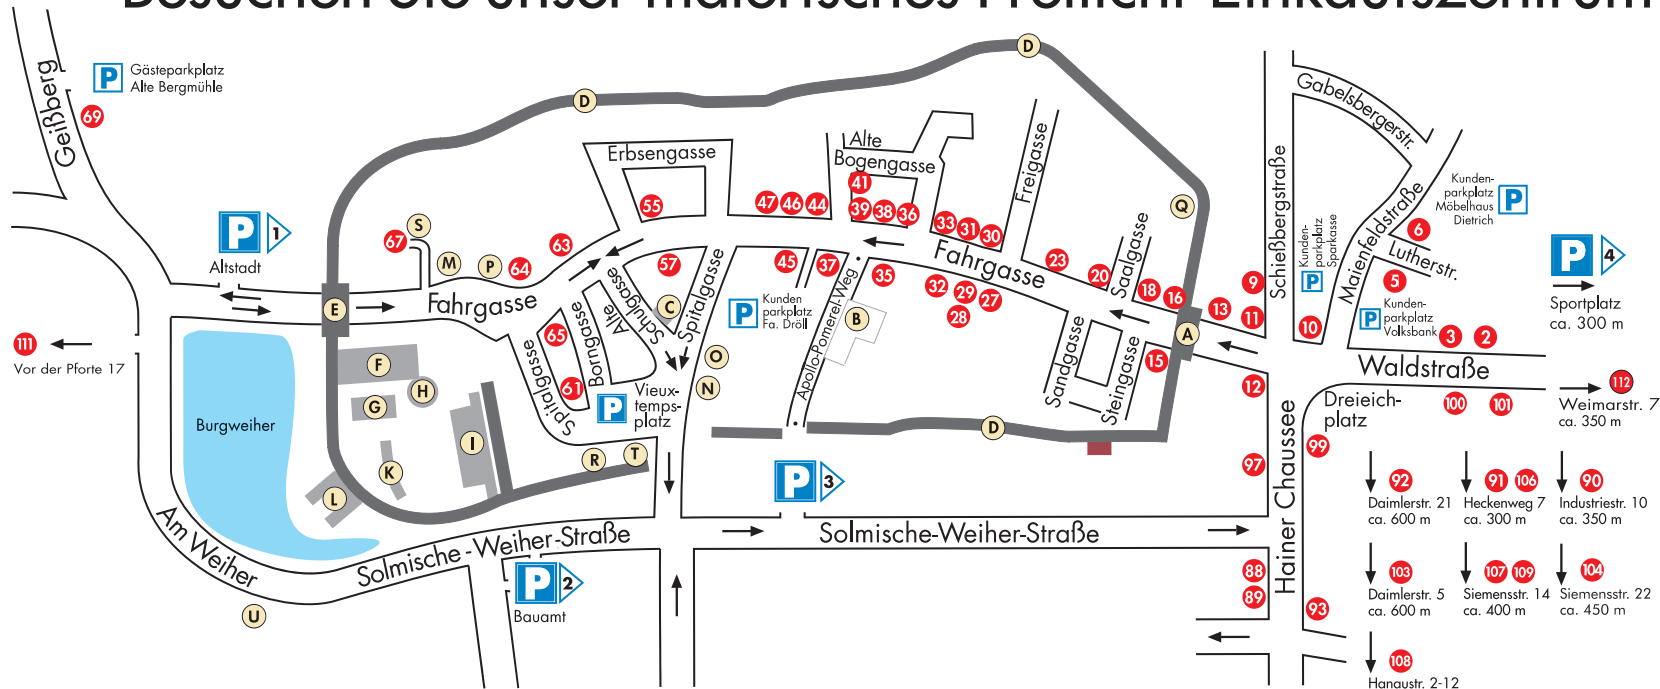 Besuchen Sie unser historisches Freilicht-Einkaufszentrum
Geißberg
P
Gästeparkplatz
Alte Bergmühle
69
D
D
P 1
Altstadt
S
67
M
P
64
63
Erbsengasse
55
47 46 44
Alte
Bogengasse
41
39 38 36
33 31 30
Freigasse
Q
Saalgasse
Schießbergstraße
Gabelsbergerstr.
Kunden-
parkplatz
Sparkasse
P
Maienfeldstraße
Kunden-
parkplatz
Möbelhaus
Dietrich
P
6
Lutherstr.
5
Kunden-
parkplatz
Volksbank
P
P 4
Sportplatz
ca. 300 m
E
Fahrgasse
57
C
Alte
Schulgasse
Spitalgasse
45
37
35
Fahrgasse
23
20
18
16
13
9
11
10
3
2
Waldstraße
112
Weimarstr. 7
ca. 350 m
111
Vor der Pforte 17
Burgweiher
F
H
G
I
K
L
65
61
Spitalgasse
Borngasse
P
Vieux-
temps-
platz
P
Kunden
parkplatz
Fa. Dröll
O
N
Apollo-Pomerel-Weg
B
32 29 27
28
Sandgasse
Steingasse
15
A
12
Dreieich-
platz
100
101
R
T
D
97
99
P 3
Am Weiher
Solmische-Weiher-Straße
Solmische-Weiher-Straße
Hainer Chaussee
92
Daimlerstr. 21
ca. 600 m
91 106
Heckenweg 7
ca. 300 m
90
Industriestr. 10
ca. 350 m
U
P 2
Bauamt
88
89
93
103
Daimlerstr. 5
ca. 600 m
107 109
Siemensstr. 14
ca. 400 m
104
Siemensstr. 22
ca. 450 m
108
Hanaustr. 2-12